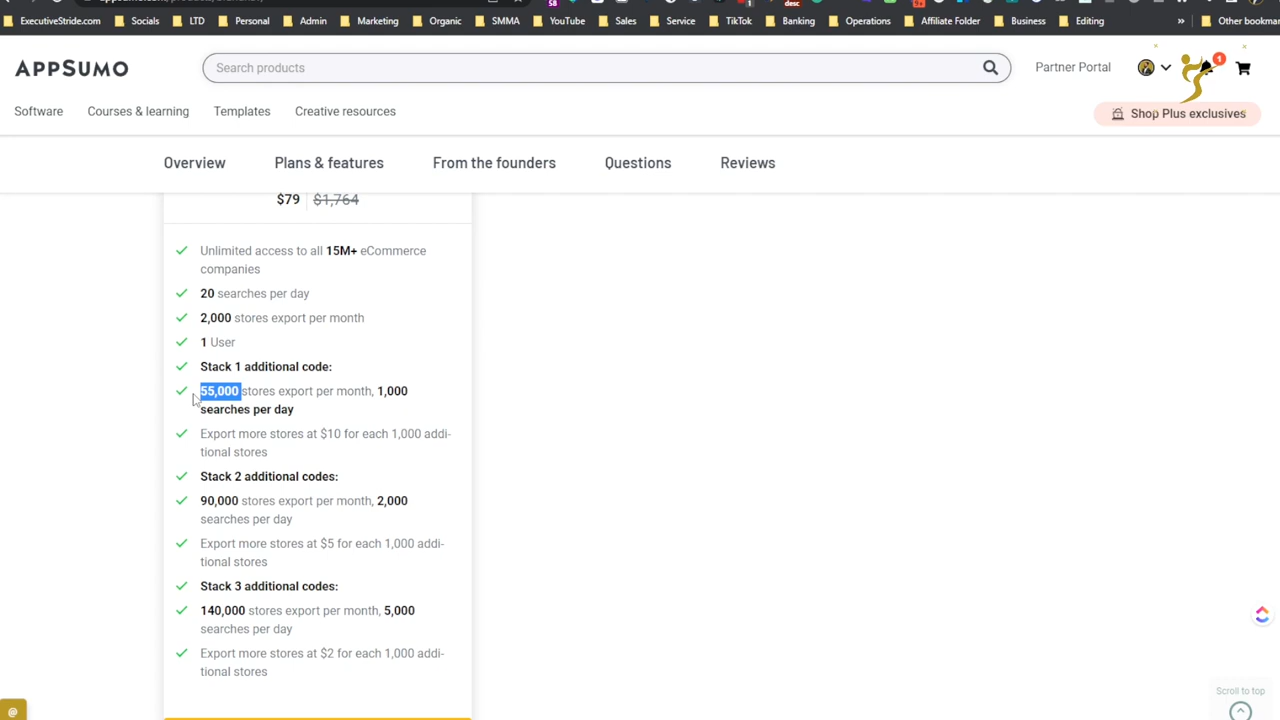 58
desc
ExecutiveStride.com Socials LTD Personal Admin Marketing Organic SMMA YouTube Sales Service TikTok Banking Operations Affiliate Folder Business Editing » Other bookmar
APPSUMO
Search products
Partner Portal
1
Software Courses & learning Templates Creative resources
Shop Plus exclusives
Overview Plans & features From the founders Questions Reviews
$79 $1,764
Unlimited access to all 15M+ eCommerce
companies
20 searches per day
2,000 stores export per month
1 User
Stack 1 additional code:
55,000 stores export per month, 1,000
searches per day
Export more stores at $10 for each 1,000 addi-
tional stores
Stack 2 additional codes:
90,000 stores export per month, 2,000
searches per day
Export more stores at $5 for each 1,000 addi-
tional stores
Stack 3 additional codes:
140,000 stores export per month, 5,000
searches per day
Export more stores at $2 for each 1,000 addi-
tional stores
Scroll to top
@